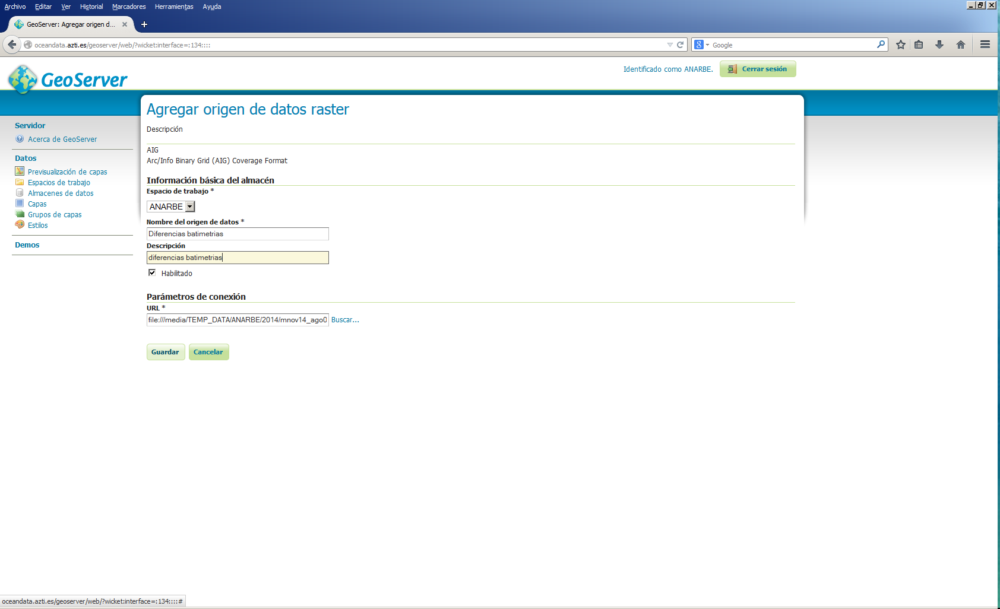 Archivo Editar Ver Historial Marcadores Herramientas Ayuda
GeoServer: Agregar origen d...
oceandata.azti.es/geoserver/web/?wicket:interface=:134::::
8 Google
GeoServer
Identificado como ANARBE.
Cerrar sesión
Agregar origen de datos raster
Descripción
AIG
Arc/Info Binary Grid (AIG) Coverage Format
Información básica del almacén
Espacio de trabajo *
ANARBE
Nombre del origen de datos *
Diferencias batimetrias
Descripción
diferencias batimetrias
Habilitado
Parámetros de conexión
URL *
file:///media/TEMP_DATA/ANARBE/2014/mnov14_ago0 Buscar...
Guardar Cancelar
Servidor
Acerca de GeoServer
Datos
Previsualización de capas
Espacios de trabajo
Almacenes de datos
Capas
Grupos de capas
Estilos
Demos
oceandata.azti.es/geoserver/web/?wicket:interface=:134::::#